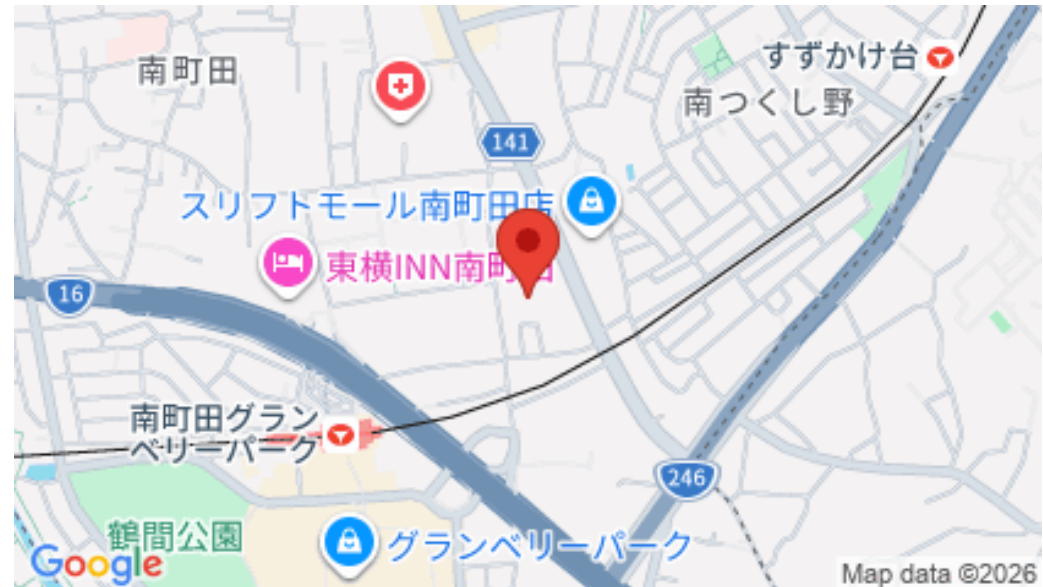 すずかけ台
南町田
南つくし野
141
スリフトモール南町田店
東横INN南町田
16
南町田グラン
ベリーパーク
246
鶴間公園
グランベリーパーク
Google
Map data ©2026